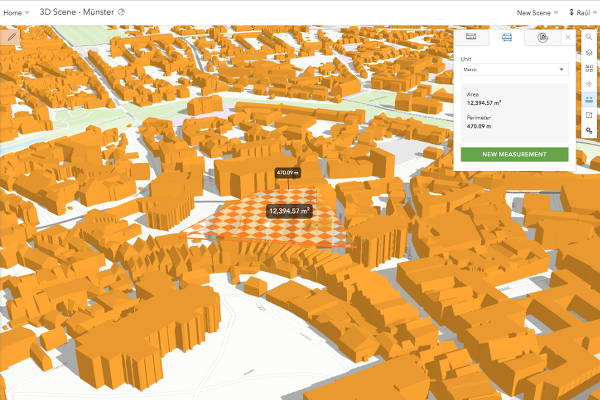 Home
3D Scene - Münster
New Scene
Raúl
Unit
Metric
Area
12,394.57 m²
Perimeter
470.09 m
NEW MEASUREMENT
470.09 m
12,394.57 m²